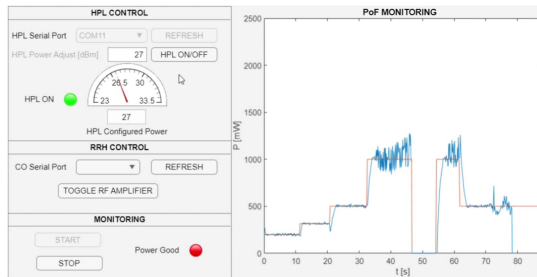 HPL CONTROL
HPL Serial Port COM11 REFRESH
HPL Power Adjust [dBm] 27 HPL ON/OFF
26.5 30
23 33.5
HPL ON
27
HPL Configured Power
RRH CONTROL
CO Serial Port REFRESH
TOGGLE RF AMPLIFIER
MONITORING
START
Power Good
STOP
PoF MONITORING
2500
2000
1500
1000
500
0
P [mW]
0 10 20 30 40 50 60 70 80
t [s]